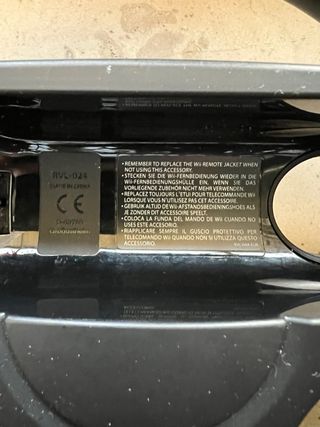 RVL-024
MADE IN CHINA
CE
•REMEMBER TO REPLACE THE Wii REMOTE JACKET WHEN
NOT USING THIS ACCESSORY.
•STECKEN SIE DIE Wii-FERNBEDIENUNG WIEDER IN DIE
Wii-FERNBEDIENUNGSHÜLLE EIN, WENN SIE DAS
VORLIEGENDE ZUBEHÖR NICHT MEHR VERWENDEN.
•REPLACEZ TOUJOURS L'ETUI POUR TELECOMMANDE Wii
LORSQUE VOUS N'UTILISEZ PAS CET ACCESSOIRE.
•GEBRUIK ALTIJD DE Wii-AFSTANDSBEDIENINGSHOES ALS
JE ZONDER DIT ACCESSOIRE SPEELT.
•COLOCA LA FUNDA DEL MANDO DE Wii CUANDO NO
USES ESTE ACCESORIO.
•RIAPPLICARE SEMPRE IL GUSCIO PROTETTIVO PER
TELECOMANDO Wii QUANDO NON SI UTILIZZA QUESTO
ACCESSORIO.